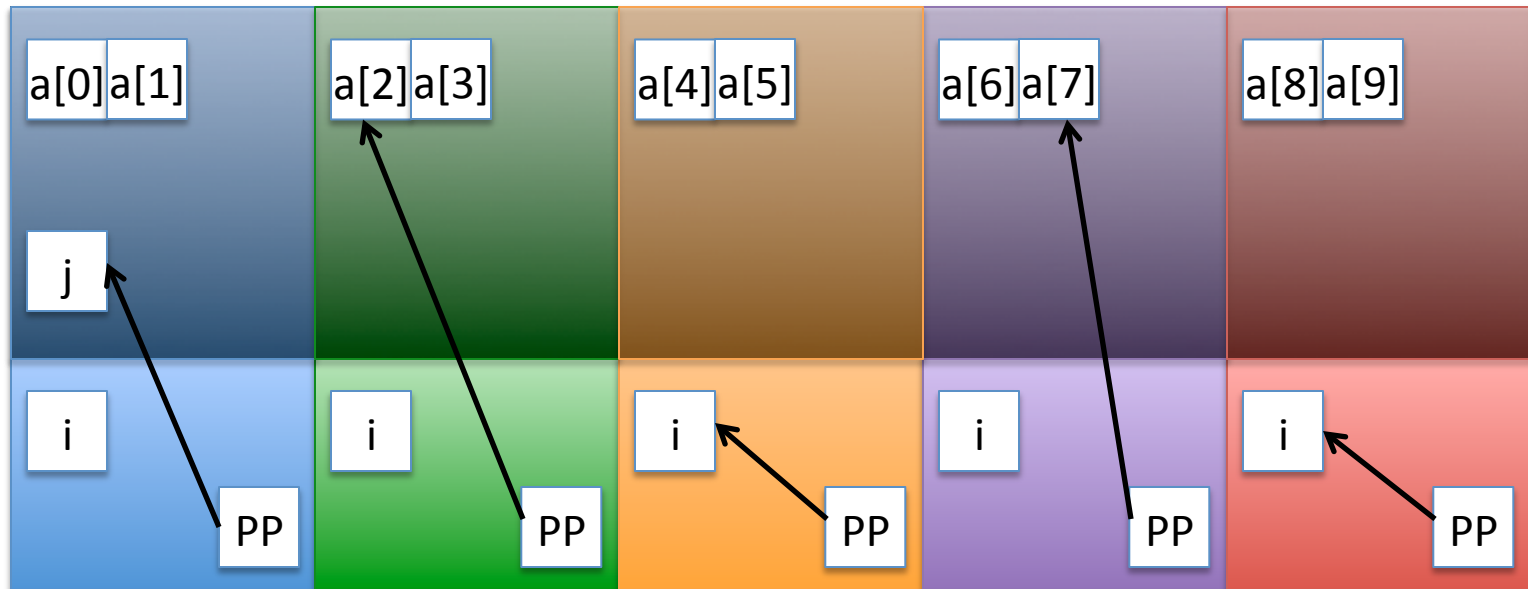 a[0] a[1] a[2] a[3] a[4] a[5] a[6] a[7] a[8] a[9]
j
i i i i i
PP PP PP PP PP